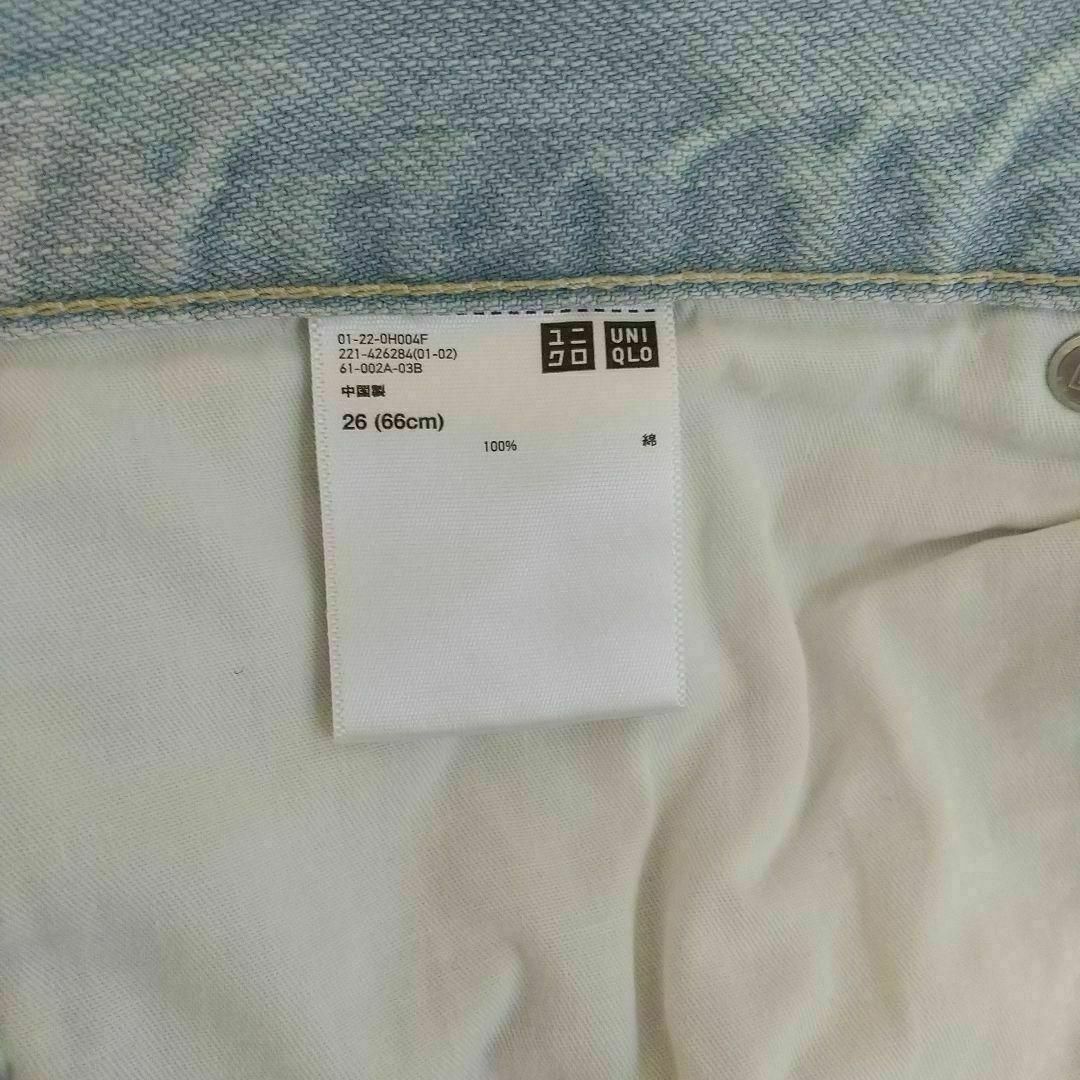 01-22-0H004F
221-426284(01-02)
61-002A-03B
中国製
26 (66cm)
100% 綿
ユニ
クロ
UNI
QLO